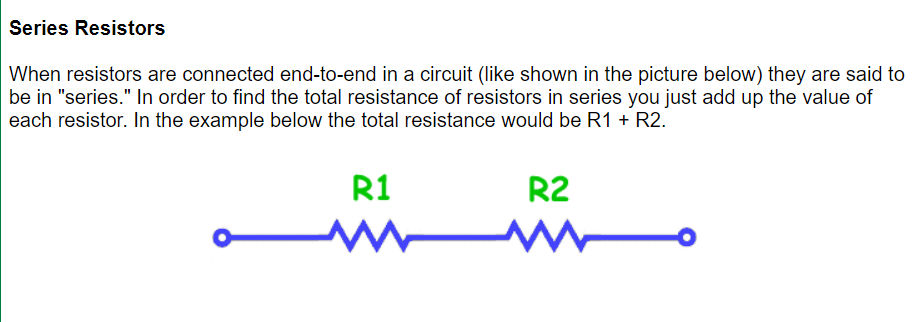 Series Resistors
When resistors are connected end-to-end in a circuit (like shown in the picture below) they are said to
be in "series." In order to find the total resistance of resistors in series you just add up the value of
each resistor. In the example below the total resistance would be R1 + R2.
R1 R2